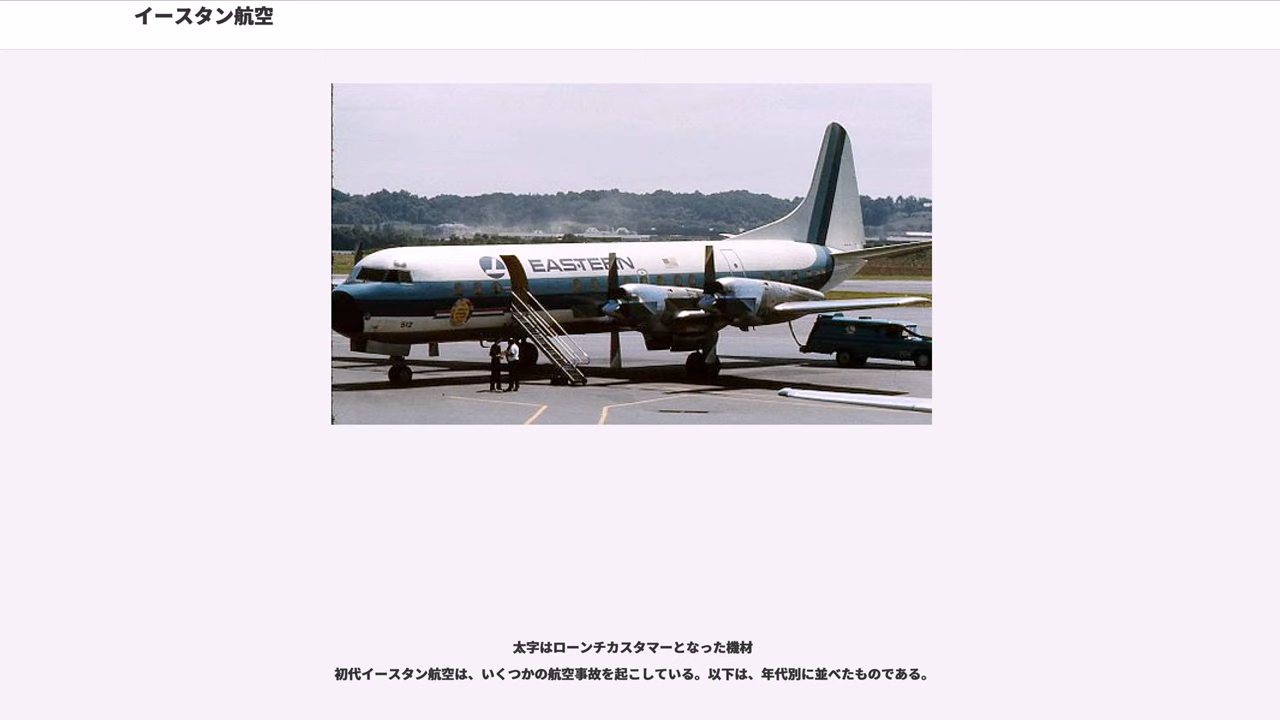 イースタン航空
EASTERN
512
太字はローンチカスタマーとなった機材
初代イースタン航空は、いくつかの航空事故を起こしている。以下は、年代別に並べたものである。